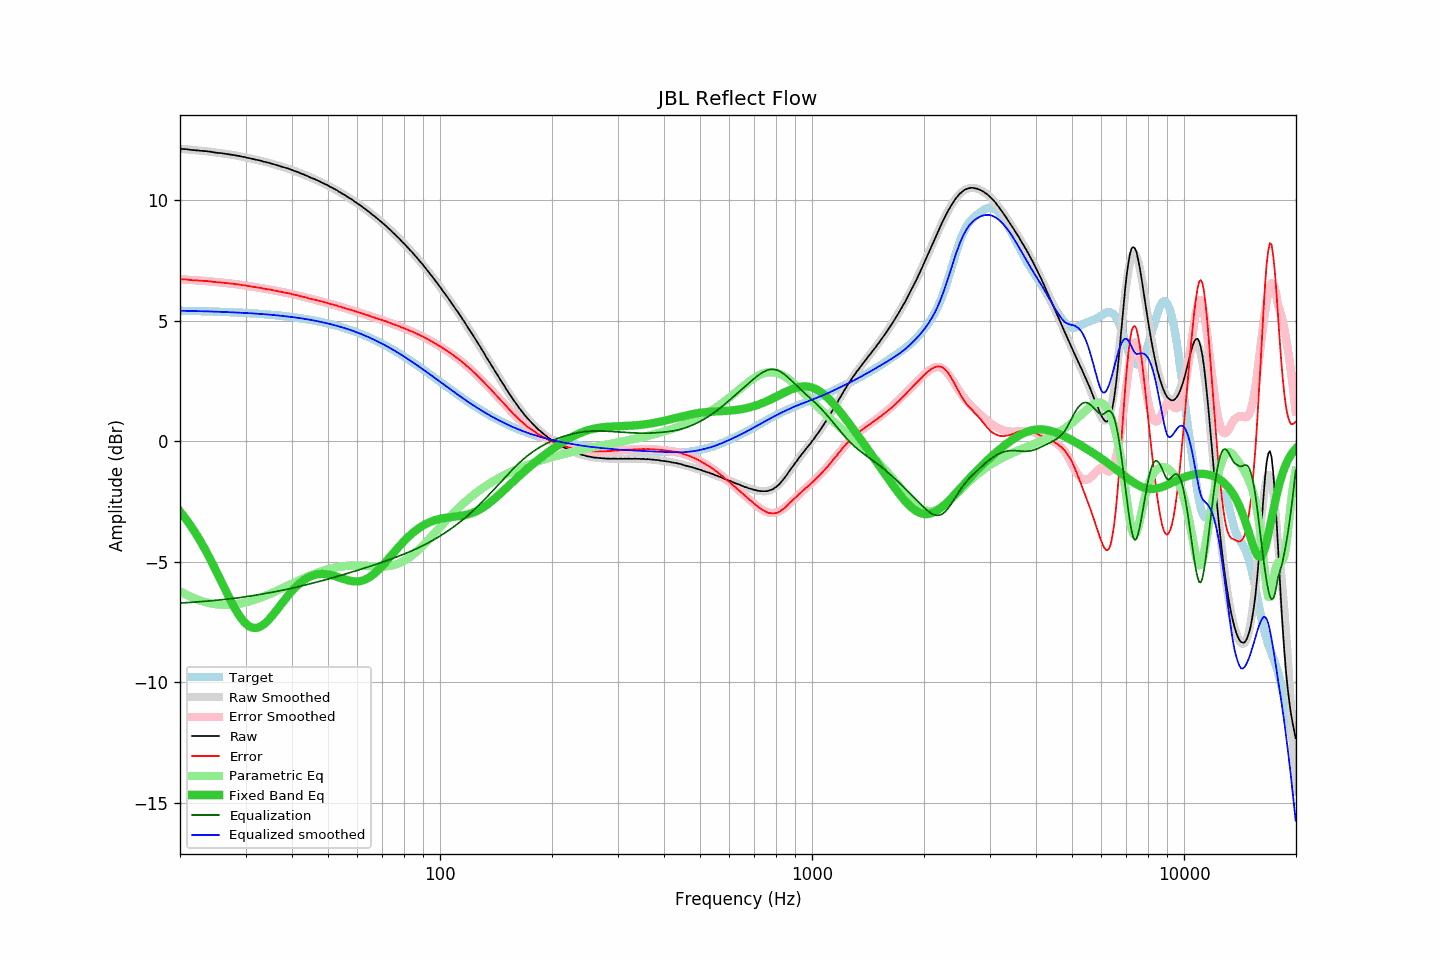 JBL Reflect Flow
Amplitude (dBr)
10
5
0
−5
−10
−15
Target
Raw Smoothed
Error Smoothed
Raw
Error
Parametric Eq
Fixed Band Eq
Equalization
Equalized smoothed
100 1000 10000
Frequency (Hz)